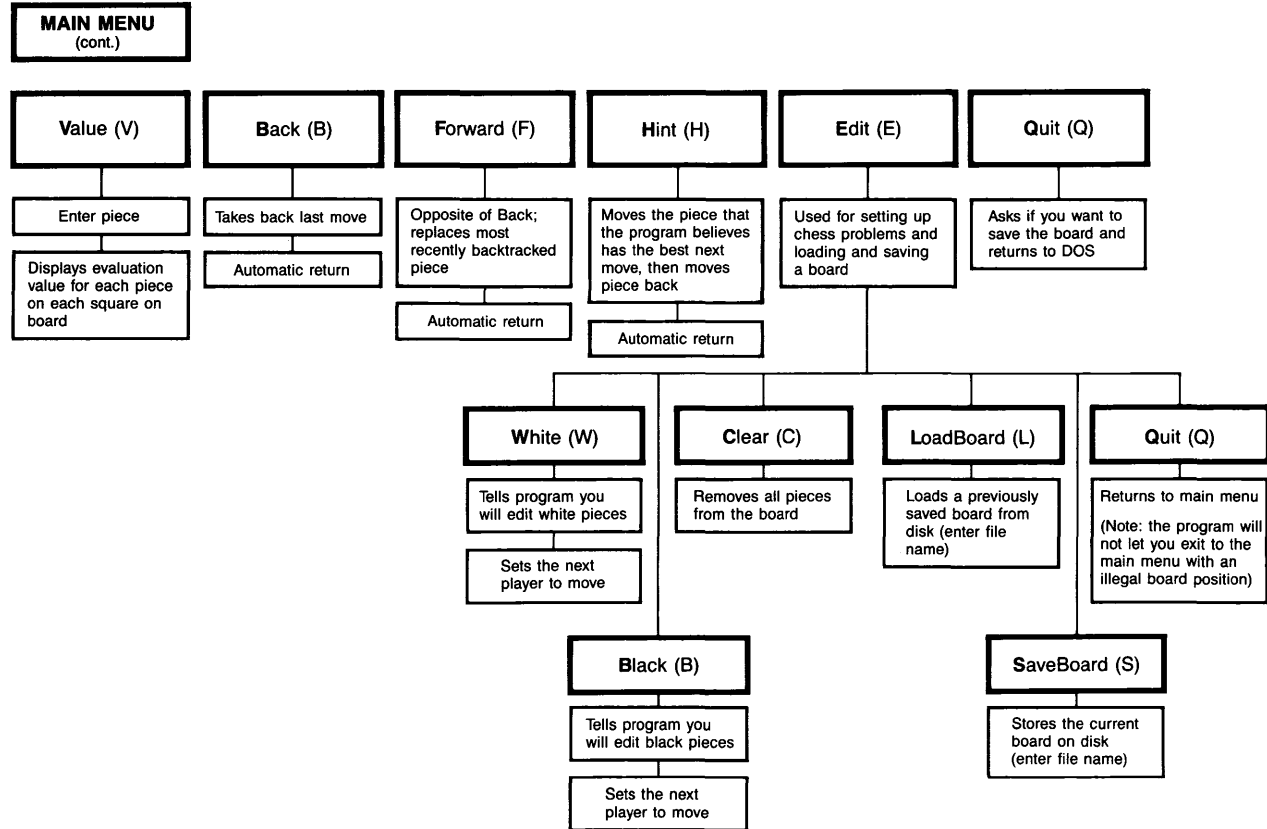 MAIN MENU
(cont.)
Value (V)
Enter piece
Displays evaluation
value for each piece
on each square on
board
Back (B)
Takes back last move
Automatic return
Forward (F)
Opposite of Back;
replaces most
recently backtracked
piece
Automatic return
Hint (H)
Moves the piece that
the program believes
has the best next
move, then moves
piece back
Automatic return
Edit (E)
Used for setting up
chess problems and
loading and saving
a board
Quit (Q)
Asks if you want to
save the board and
returns to DOS
White (W)
Tells program you
will edit white pieces
Sets the next
player to move
Black (B)
Tells program you
will edit black pieces
Sets the next
player to move
Clear (C)
Removes all pieces
from the board
LoadBoard (L)
Loads a previously
saved board from
disk (enter file
name)
SaveBoard (S)
Stores the current
board on disk
(enter file name)
Quit (Q)
Returns to main menu
(Note: the program will
not let you exit to the
main menu with an
illegal board position)